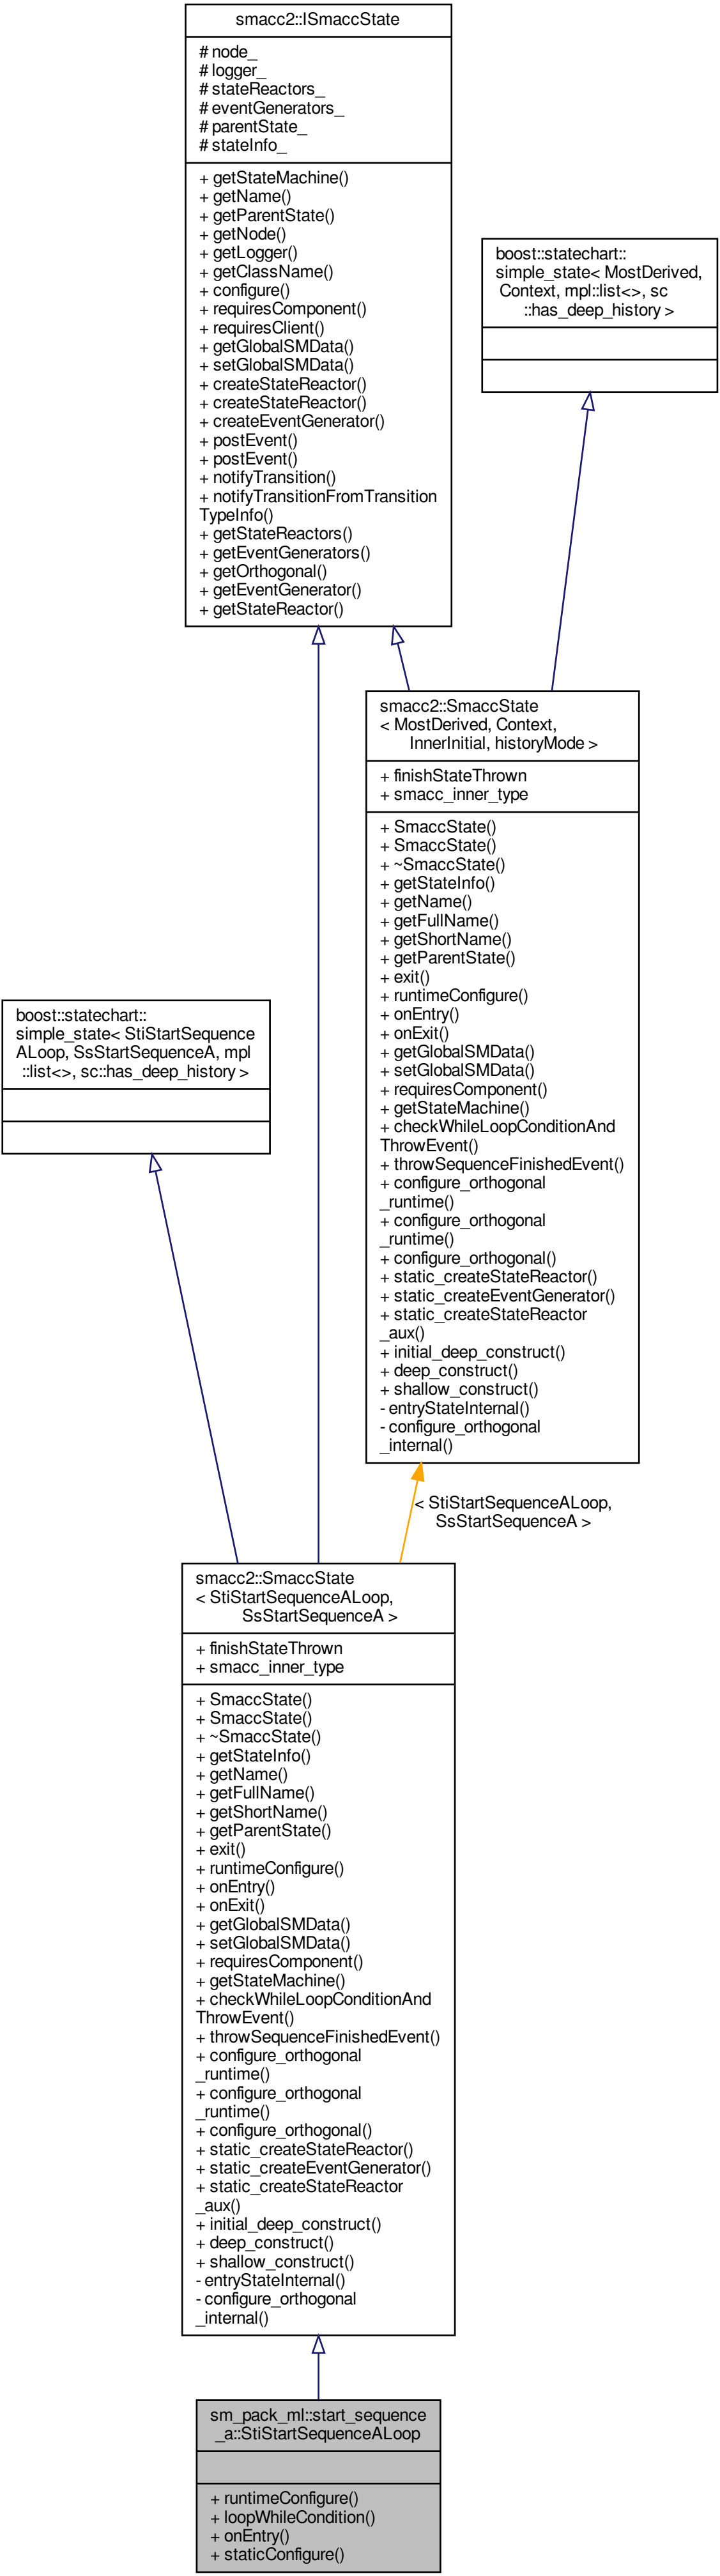 smacc2::ISmaccState
# node_
# logger_
# stateReactors_
# eventGenerators_
# parentState_
# stateInfo_
+ getStateMachine()
+ getName()
+ getParentState()
+ getNode()
+ getLogger()
+ getClassName()
+ configure()
+ requiresComponent()
+ requiresClient()
+ getGlobalSMData()
+ setGlobalSMData()
+ createStateReactor()
+ createStateReactor()
+ createEventGenerator()
+ postEvent()
+ postEvent()
+ notifyTransition()
+ notifyTransitionFromTransition
TypeInfo()
+ getStateReactors()
+ getEventGenerators()
+ getOrthogonal()
+ getEventGenerator()
+ getStateReactor()
boost::statechart::
simple_state< MostDerived,
Context, mpl::list<>, sc
::has_deep_history >
smacc2::SmaccState
< MostDerived, Context,
InnerInitial, historyMode >
+ finishStateThrown
+ smacc_inner_type
+ SmaccState()
+ SmaccState()
+ ~SmaccState()
+ getStateInfo()
+ getName()
+ getFullName()
+ getShortName()
+ getParentState()
+ exit()
+ runtimeConfigure()
+ onEntry()
+ onExit()
+ getGlobalSMData()
+ setGlobalSMData()
+ requiresComponent()
+ getStateMachine()
+ checkWhileLoopConditionAnd
ThrowEvent()
+ throwSequenceFinishedEvent()
+ configure_orthogonal
_runtime()
+ configure_orthogonal
_runtime()
+ configure_orthogonal()
+ static_createStateReactor()
+ static_createEventGenerator()
+ static_createStateReactor
_aux()
+ initial_deep_construct()
+ deep_construct()
+ shallow_construct()
- entryStateInternal()
- configure_orthogonal
_internal()
boost::statechart::
simple_state< StiStartSequence
ALoop, SsStartSequenceA, mpl
::list<>, sc::has_deep_history >
< StiStartSequenceALoop,
SsStartSequenceA >
smacc2::SmaccState
< StiStartSequenceALoop,
SsStartSequenceA >
+ finishStateThrown
+ smacc_inner_type
+ SmaccState()
+ SmaccState()
+ ~SmaccState()
+ getStateInfo()
+ getName()
+ getFullName()
+ getShortName()
+ getParentState()
+ exit()
+ runtimeConfigure()
+ onEntry()
+ onExit()
+ getGlobalSMData()
+ setGlobalSMData()
+ requiresComponent()
+ getStateMachine()
+ checkWhileLoopConditionAnd
ThrowEvent()
+ throwSequenceFinishedEvent()
+ configure_orthogonal
_runtime()
+ configure_orthogonal
_runtime()
+ configure_orthogonal()
+ static_createStateReactor()
+ static_createEventGenerator()
+ static_createStateReactor
_aux()
+ initial_deep_construct()
+ deep_construct()
+ shallow_construct()
- entryStateInternal()
- configure_orthogonal
_internal()
sm_pack_ml::start_sequence
_a::StiStartSequenceALoop
+ runtimeConfigure()
+ loopWhileCondition()
+ onEntry()
+ staticConfigure()